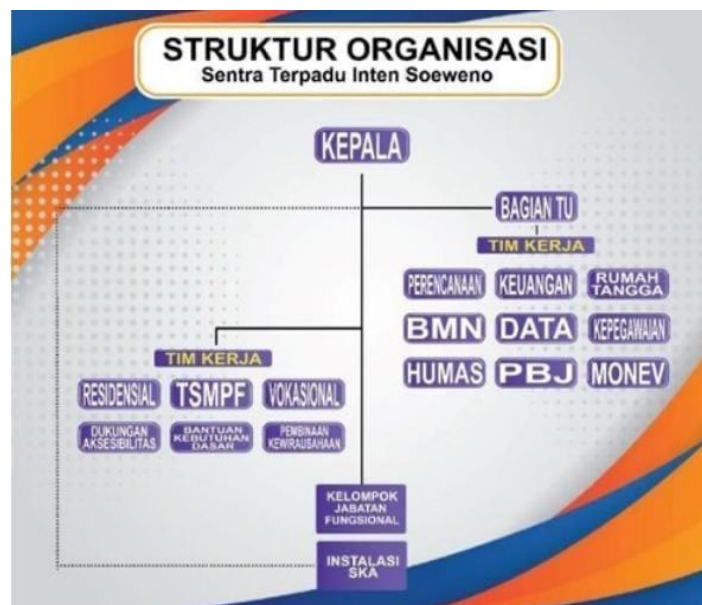 STRUKTUR ORGANISASI
Sentra Terpadu Inten Soeweno
KEPALA
BAGIAN TU
TIM KERJA
PERENCANAAN
KEUANGAN
RUMAH
TANGGA
BMN
DATA
KEPEGAWAIAN
HUMAS
PBJ
MONEV
TIM KERJA
RESIDENSIAL
TSMPF
VOKASIONAL
DUKUNGAN
AKSESIBILITAS
BANTUAN
KEBUTUHAN
DASAR
PEMBINAAN
KEWIRAUSAHAAN
KELOMPOK
JABATAN
FUNGSIONAL
INSTALASI
SKA